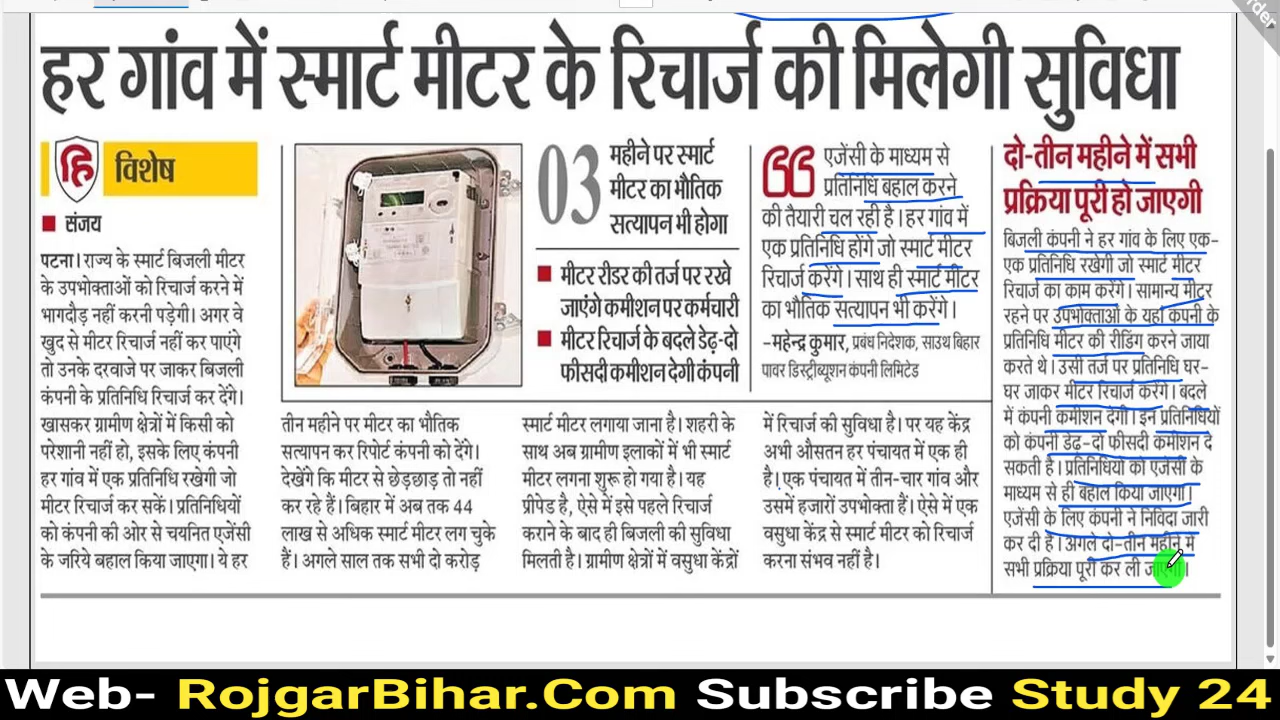 order
हर गांव में स्मार्ट मीटर के रिचार्ज की मिलेगी सुविधा
हि विशेष
संजय
पटना। राज्य के स्मार्ट बिजली मीटर
के उपभोक्ताओं को रिचार्ज करने में
भागदौड़ नहीं करनी पड़ेगी। अगर वे
खुद से मीटर रिचार्ज नहीं कर पाएंगे
तो उनके दरवाजे पर जाकर बिजली
कंपनी के प्रतिनिधि रिचार्ज कर देंगे।
खासकर ग्रामीण क्षेत्रों में किसी को
परेशानी नहीं हो, इसके लिए कंपनी
हर गांव में एक प्रतिनिधि रखेगी जो
मीटर रिचार्ज कर सकें। प्रतिनिधियों
को कंपनी की ओर से चयनित एजेंसी
के जरिये बहाल किया जाएगा। ये हर
03
महीने पर स्मार्ट
मीटर का भौतिक
सत्यापन भी होगा
मीटर रीडर की तर्ज पर रखे
जाएंगे कमीशन पर कर्मचारी
मीटर रिचार्ज के बदले डेढ़-दो
फीसदी कमीशन देगी कंपनी
एजेंसी के माध्यम से
प्रतिनिधि बहाल करने
की तैयारी चल रही है। हर गांव में
एक प्रतिनिधि होंगे जो स्मार्ट मीटर
रिचार्ज करेंगे। साथ ही स्मार्ट मीटर
का भौतिक सत्यापन भी करेंगे।
-महेन्द्र कुमार, प्रबंध निदेशक, साउथ बिहार
पावर डिस्ट्रीब्यूशन कंपनी लिमिटेड
तीन महीने पर मीटर का भौतिक
सत्यापन कर रिपोर्ट कंपनी को देंगे।
देखेंगे कि मीटर से छेड़छाड़ तो नहीं
कर रहे हैं। बिहार में अब तक 44
लाख से अधिक स्मार्ट मीटर लग चुके
हैं। अगले साल तक सभी दो करोड़
स्मार्ट मीटर लगाया जाना है। शहरी के
साथ अब ग्रामीण इलाकों में भी स्मार्ट
मीटर लगना शुरू हो गया है। यह
प्रीपेड है, ऐसे में इसे पहले रिचार्ज
कराने के बाद ही बिजली की सुविधा
मिलती है। ग्रामीण क्षेत्रों में वसुधा केंद्रों
में रिचार्ज की सुविधा है। पर यह केंद्र
अभी औसतन हर पंचायत में एक ही
है। एक पंचायत में तीन-चार गांव और
उसमें हजारों उपभोक्ता हैं। ऐसे में एक
वसुधा केंद्र से स्मार्ट मीटर को रिचार्ज
करना संभव नहीं है।
दो-तीन महीने में सभी
प्रक्रिया पूरी हो जाएगी
बिजली कंपनी ने हर गांव के लिए एक-
एक प्रतिनिधि रखेगी जो स्मार्ट मीटर
रिचार्ज का काम करेंगे। सामान्य मीटर
रहने पर उपभोक्ताओं के यहां कंपनी के
प्रतिनिधि मीटर की रीडिंग करने जाया
करते थे। उसी तर्ज पर प्रतिनिधि घर-
घर जाकर मीटर रिचार्ज करेंगे। बदले
में कंपनी कमीशन देगी। इन प्रतिनिधियों
को कंपनी डेढ़-दो फीसदी कमीशन दे
सकती है। प्रतिनिधियों को एजेंसी के
माध्यम से ही बहाल किया जाएगा।
एजेंसी के लिए कंपनी ने निविदा जारी
कर दी है। अगले दो-तीन महीने में
सभी प्रक्रिया पूरी कर ली जाएगी।
Web- RojgarBihar.Com Subscribe Study 24